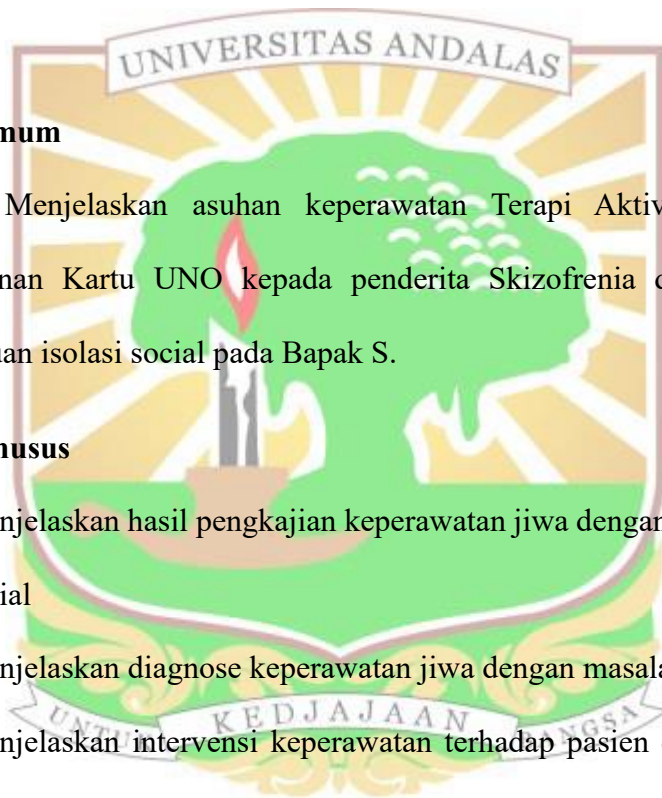 UNIVERSITAS ANDALAS
mum
Menjelaskan asuhan keperawatan Terapi Aktiv
nan Kartu UNO kepada penderita Skizofrenia d
an isolasi social pada Bapak S.
husus
njelaskan hasil pengkajian keperawatan jiwa dengan
ial
njelaskan diagnose keperawatan jiwa dengan masala
UNTUK KEDJAJAAN BANGSA
njelaskan intervensi keperawatan terhadap pasien